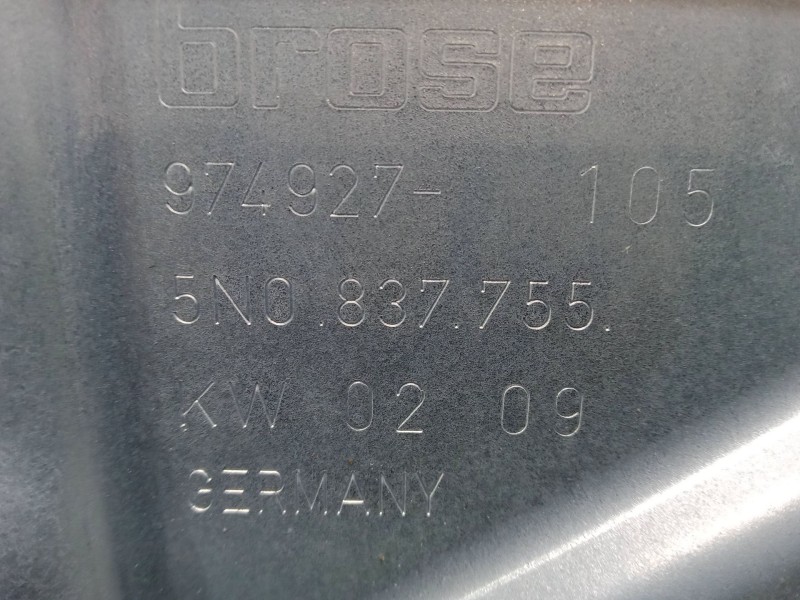 brose
974927- 105
5N0.837.755.
KW 02 09
GERMANY